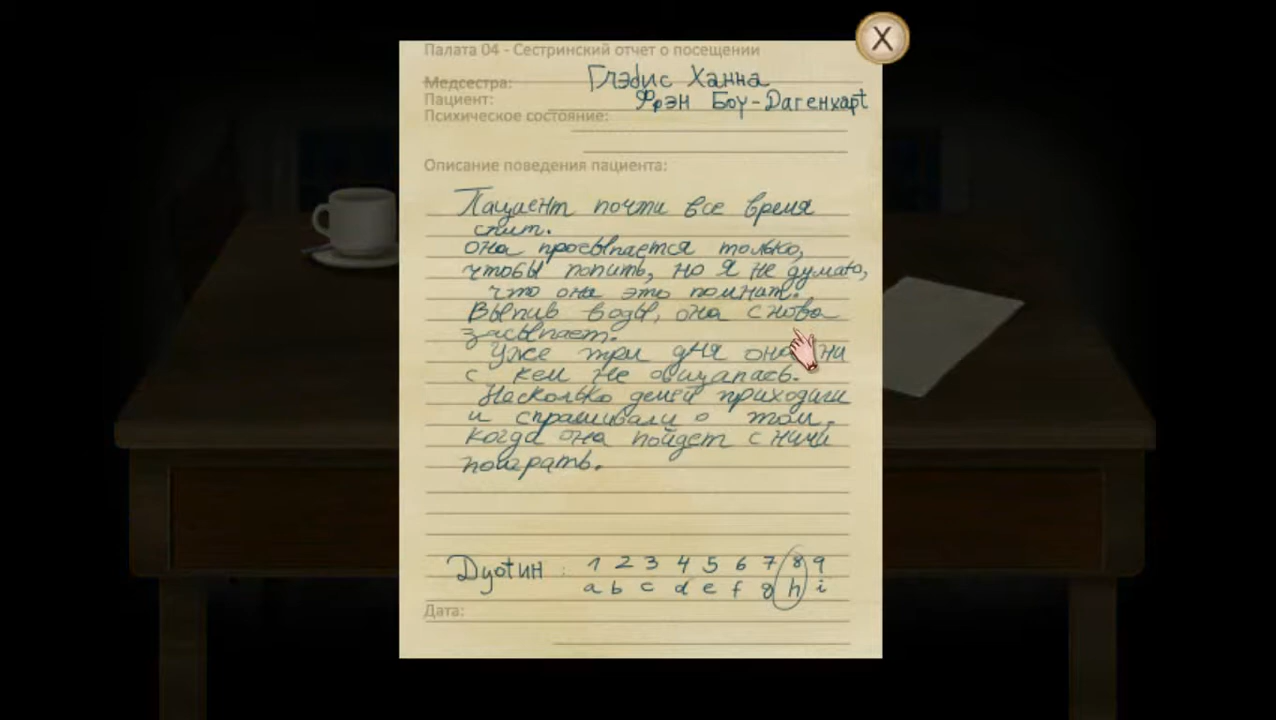 X
Палата 04 - Сестринский отчет о посещении
Медсестра: Глэдис Ханна
Пациент: Фрэн Боу-Дагенхарt
Психическое состояние:
Описание поведения пациента:
Пациент почти все время
спит.
она просыпается только,
чтобы попить, но я не думаю,
что она это помнит.
Выпив воды, она снова
засыпает.
Уже три дня она ни
с кем не общалась.
Несколько детей приходили
и спрашивали о том,
когда она пойдет с ними
поиграть.
Дуоtин : 1 2 3 4 5 6 7 8 9
a b c d e f g h i
Дата: